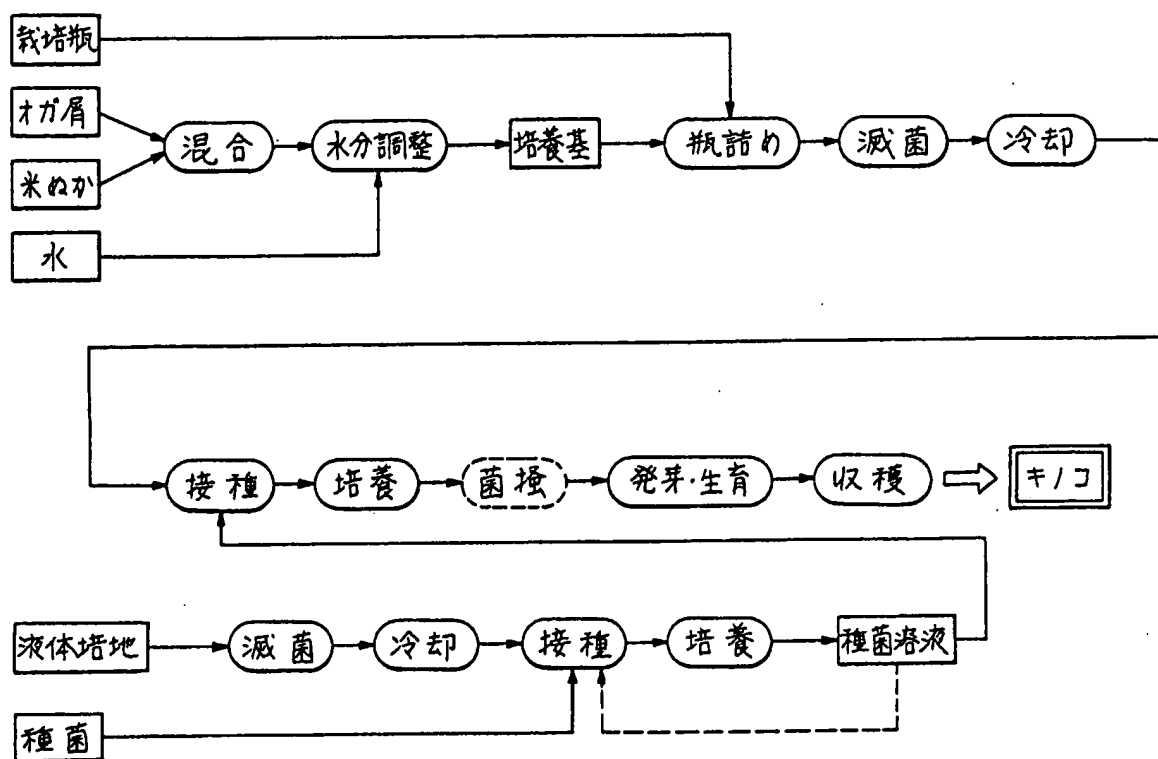 栽培瓶
オガ屑
米ぬか
水
混合
水分調整
培養基
瓶詰め
滅菌
冷却
接種
培養
菌掻
発芽・生育
収穫
キノコ
液体培地
滅菌
冷却
接種
培養
種菌溶液
種菌